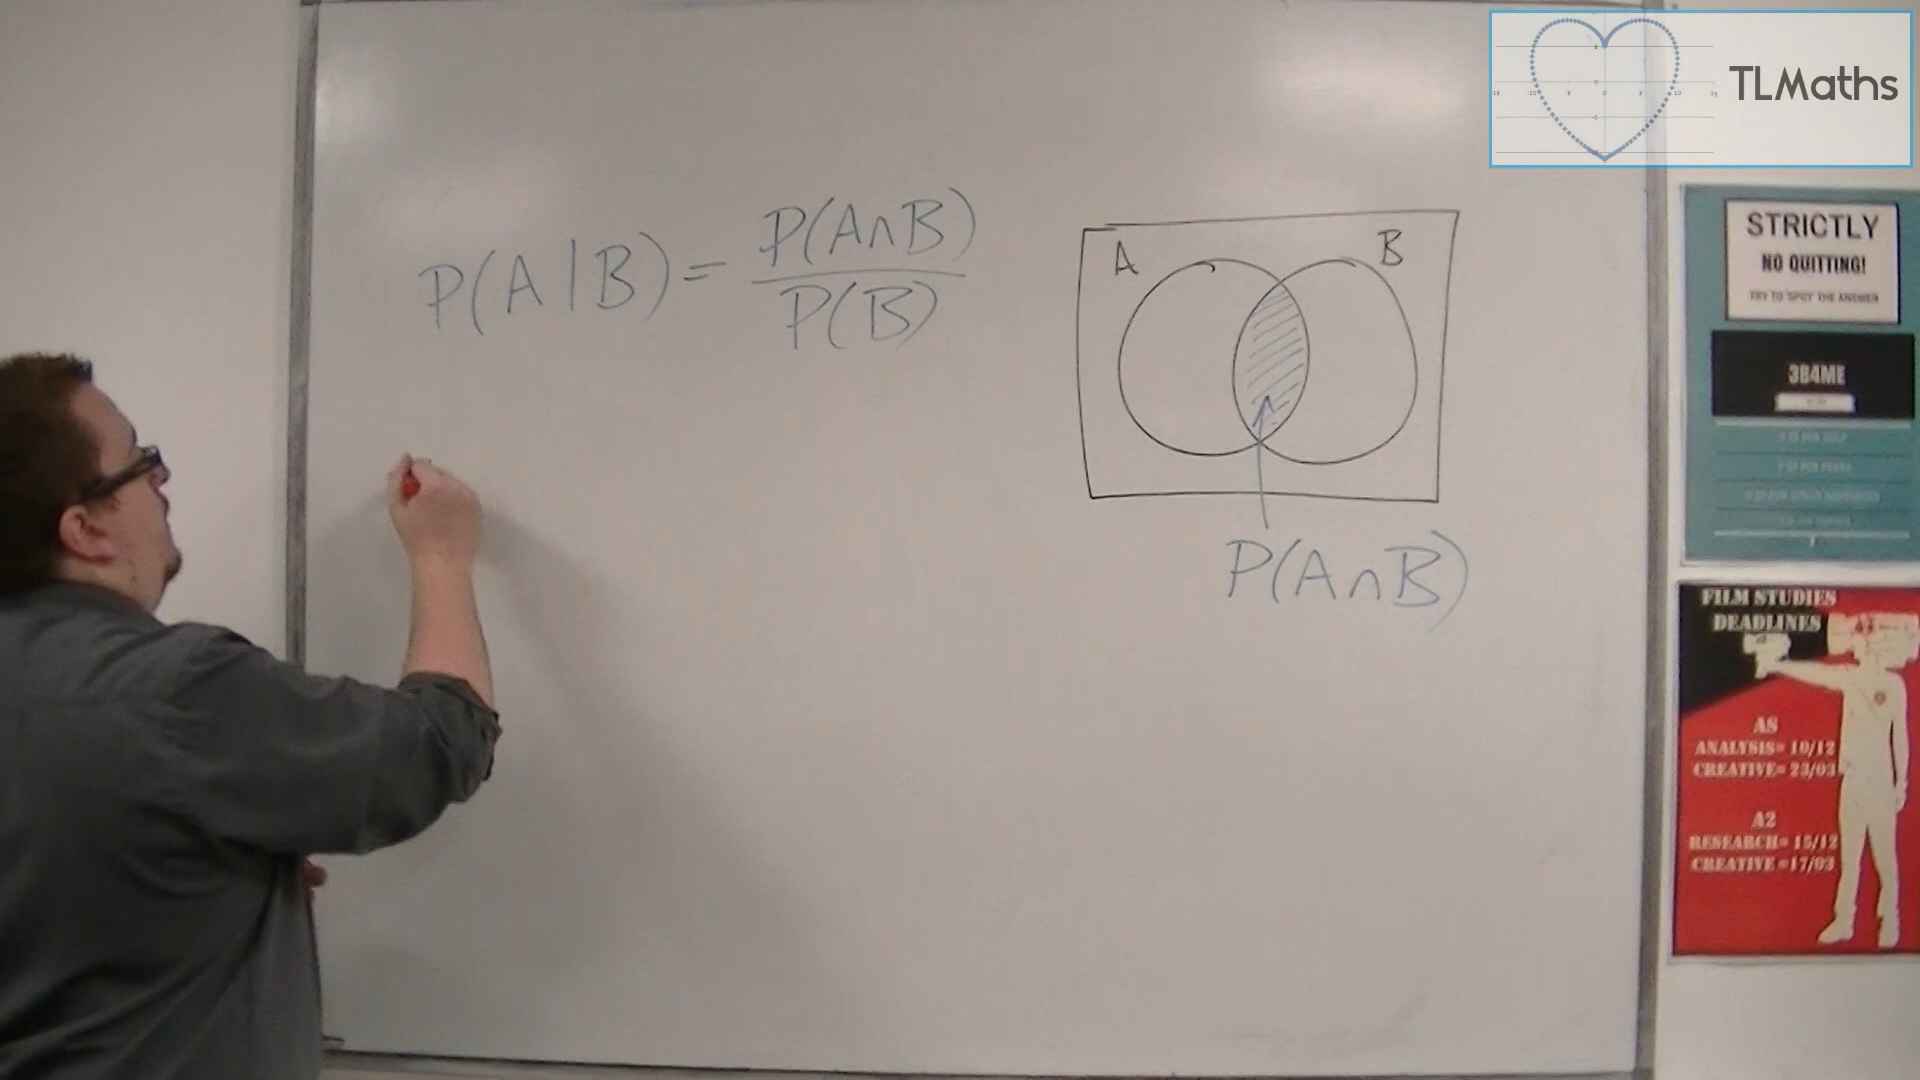 TLMaths
P(A|B) = P(A∩B)
P(B)
A
B
P(A∩B)
STRICTLY
NO QUITTING!
TRY TO 'SPOT' THE ANSWER
3B4ME
FILM STUDIES
DEADLINES
AS
ANALYSIS= 10/12
CREATIVE= 23/03
A2
RESEARCH= 15/12
CREATIVE =17/03